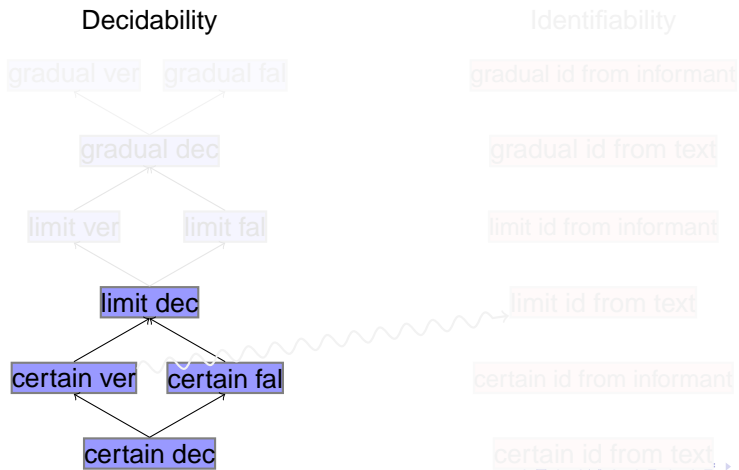 Decidability
Identifiability
gradual ver
gradual fal
gradual id from informant
gradual dec
gradual id from text
limit ver
limit fal
limit id from informant
limit dec
limit id from text
certain ver
certain fal
certain id from informant
certain dec
certain id from text